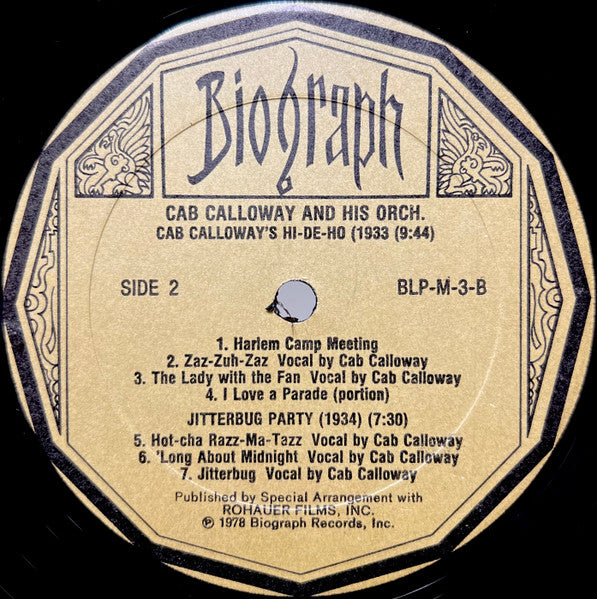 Biograph
CAB CALLOWAY AND HIS ORCH.
CAB CALLOWAY'S HI-DE-HO (1933 (9:44)
SIDE 2
BLP-M-3-B
1. Harlem Camp Meeting
2. Zaz-Zuh-Zaz Vocal by Cab Calloway
3. The Lady with the Fan Vocal by Cab Calloway
4. I Love a Parade (portion)
JITTERBUG PARTY (1934) (7:30)
5. Hot-cha Razz-Ma-Tazz Vocal by Cab Calloway
6. 'Long About Midnight Vocal by Cab Calloway
7. Jitterbug Vocal by Cab Calloway
Published by Special Arrangement with
ROHAUER FILMS, INC.
℗ 1978 Biograph Records, Inc.